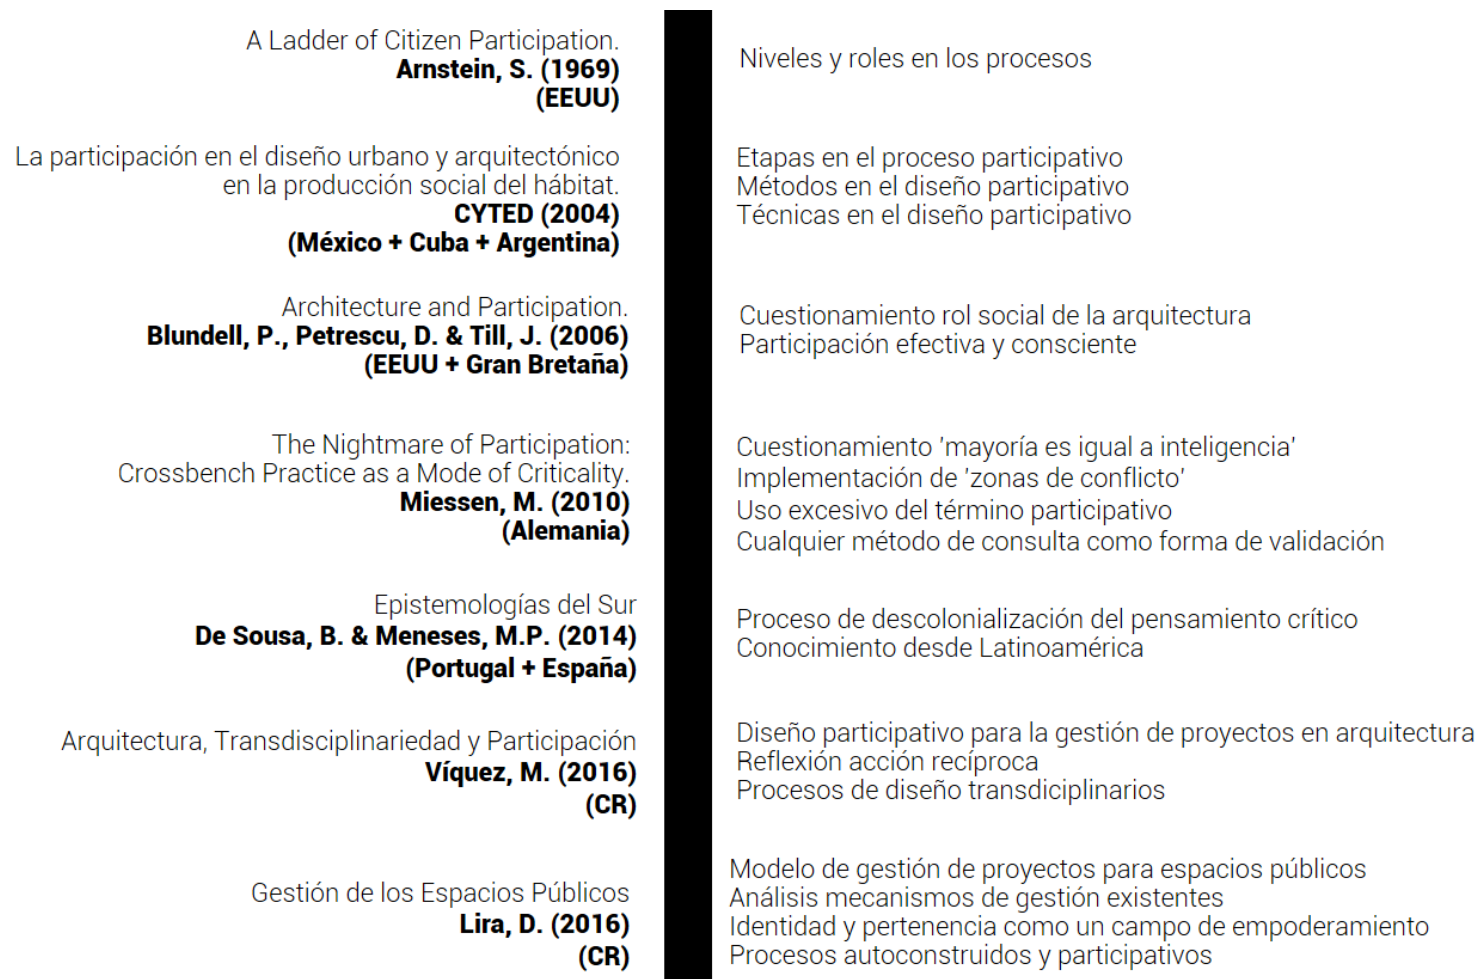 A Ladder of Citizen Participation.
Arnstein, S. (1969)
(EEUU)
Niveles y roles en los procesos
La participación en el diseño urbano y arquitectónico
en la producción social del hábitat.
CYTED (2004)
(México + Cuba + Argentina)
Etapas en el proceso participativo
Métodos en el diseño participativo
Técnicas en el diseño participativo
Architecture and Participation.
Blundell, P., Petrescu, D. & Till, J. (2006)
(EEUU + Gran Bretaña)
Cuestionamiento rol social de la arquitectura
Participación efectiva y consciente
The Nightmare of Participation:
Crossbench Practice as a Mode of Criticality.
Miessen, M. (2010)
(Alemania)
Cuestionamiento 'mayoría es igual a inteligencia'
Implementación de 'zonas de conflicto'
Uso excesivo del término participativo
Cualquier método de consulta como forma de validación
Epistemologías del Sur
De Sousa, B. & Meneses, M.P. (2014)
(Portugal + España)
Proceso de descolonialización del pensamiento crítico
Conocimiento desde Latinoamérica
Arquitectura, Transdisciplinariedad y Participación
Víquez, M. (2016)
(CR)
Diseño participativo para la gestión de proyectos en arquitectura
Reflexión acción recíproca
Procesos de diseño transdiciplinarios
Gestión de los Espacios Públicos
Lira, D. (2016)
(CR)
Modelo de gestión de proyectos para espacios públicos
Análisis mecanismos de gestión existentes
Identidad y pertenencia como un campo de empoderamiento
Procesos autoconstruidos y participativos